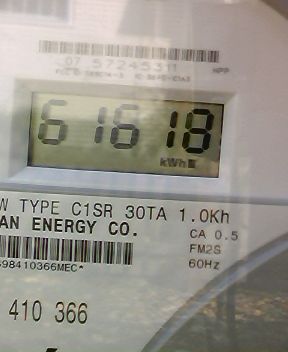 07 57245311
61618
kWh
W TYPE C1SR 30TA 1.0Kh
AN ENERGY CO.
CA 0.5
FM2S
60Hz
98410366MEC*
410 366